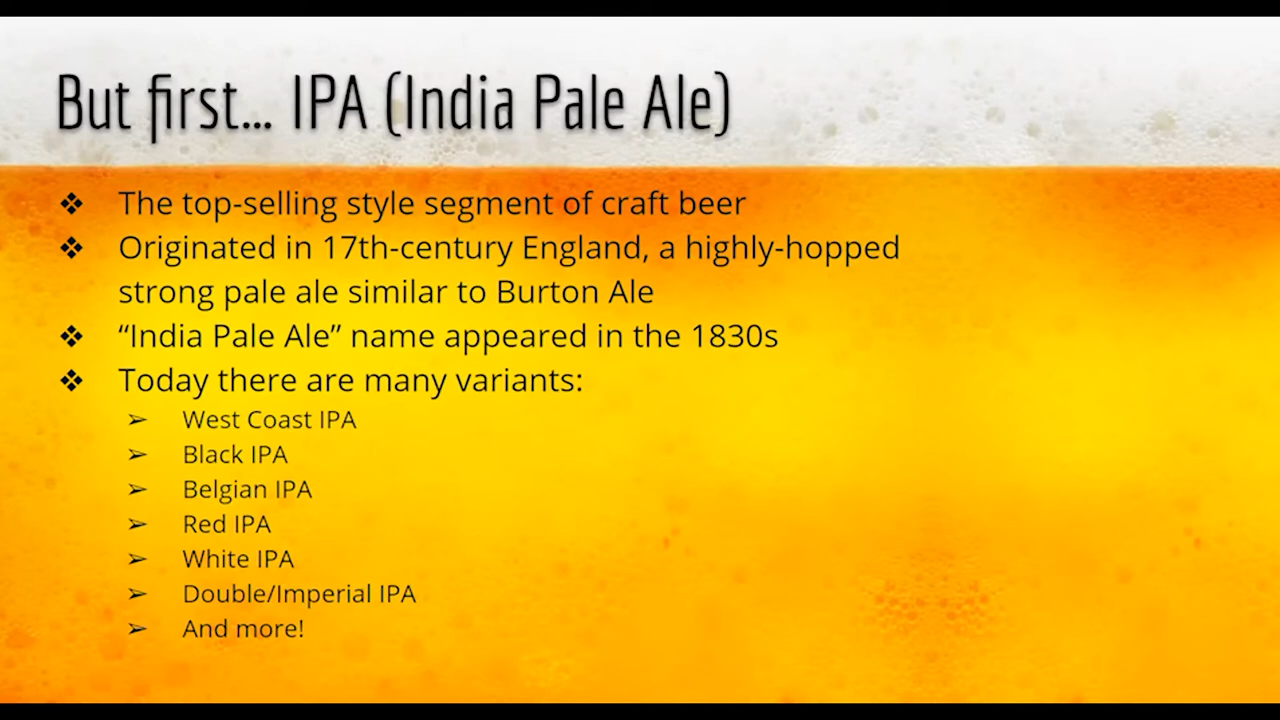 But first... IPA (India Pale Ale)
❖ The top-selling style segment of craft beer
❖ Originated in 17th-century England, a highly-hopped
strong pale ale similar to Burton Ale
❖ “India Pale Ale” name appeared in the 1830s
❖ Today there are many variants:
➢ West Coast IPA
➢ Black IPA
➢ Belgian IPA
➢ Red IPA
➢ White IPA
➢ Double/Imperial IPA
➢ And more!